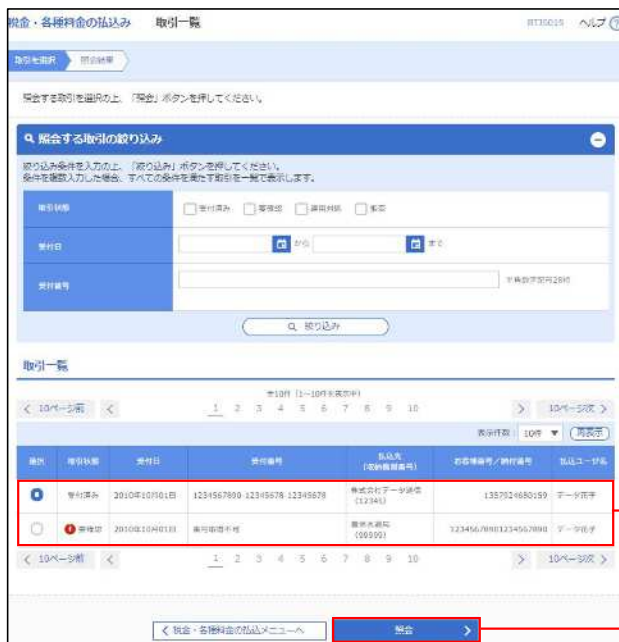 税金・各種料金の払込み 取引一覧 BTJS015 ヘルプ
取引を選択 照会結果
照会する取引を選択の上、「照会」ボタンを押してください。
照会する取引の絞り込み
絞り込み条件を入力の上、「絞り込み」ボタンを押してください。
条件を複数入力した場合、すべての条件を満たす取引を一覧で表示します。
取引状態 受付済み 要確認
受付日 から まで
受付番号
絞り込み
取引一覧
全10件 (1~10件を表示中)
10ページ前 1 2 3 4 5 6 7 8 9 10 10ページ次
表示件数: 10件 再表示
選択 取引状態 受付日 受付番号 払込先 お客様番号/納付番号 払込ユーザ名
(収納機関番号)
受付済み 2010年10月01日 1234567890-12345678-12345678 株式会社データ通信 1357924680159 データ花子
(12345)
要確認 2010年10月01日 12345678901234567890 データ花子
(99999)
10ページ前 1 2 3 4 5 6 7 8 9 10 10ページ次
税金・各種料金の払込メニューへ 照会